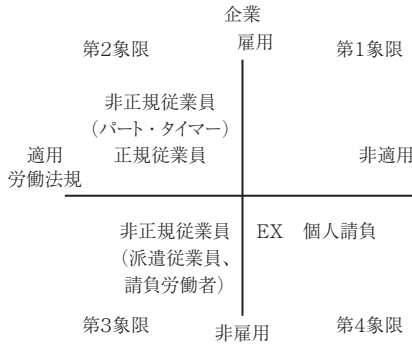 企業
雇用
第2象限
第1象限
非正規従業員
（パート・タイマー）
適用
正規従業員
非適用
労働法規
非正規従業員
EX　個人請負
（派遣従業員、
請負労働者）
第3象限
非雇用
第4象限